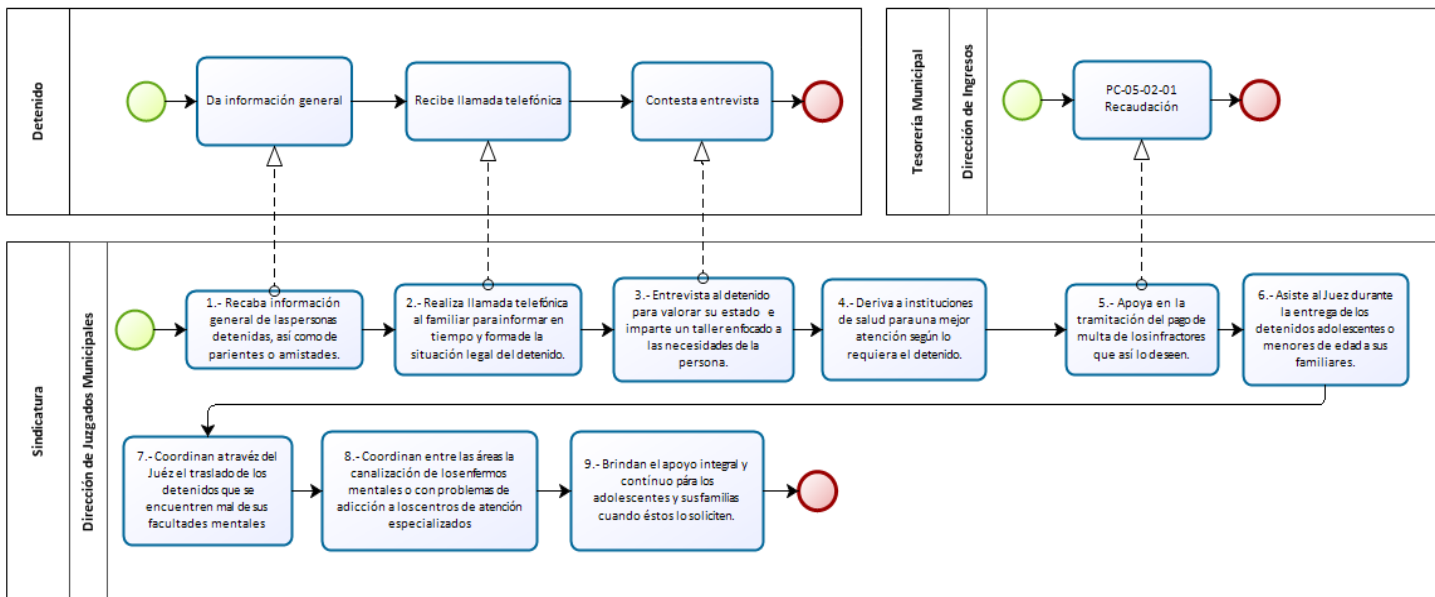 Detenido
Da información general
Recibe llamada telefónica
Contesta entrevista
Tesorería Municipal
Dirección de Ingresos
PC-05-02-01
Recaudación
Sindicatura
Dirección de Juzgados Municipales
1.- Recaba información
general de las personas
detenidas, así como de
parientes o amistades.
2.- Realiza llamada telefónica
al familiar para informar en
tiempo y forma de la
situación legal del detenido.
3.- Entrevista al detenido
para valorar su estado e
imparte un taller enfocado a
las necesidades de la
persona.
4.- Deriva a instituciones
de salud para una mejor
atención según lo
requiera el detenido.
5.- Apoya en la
tramitación del pago de
multa de los infractores
que así lo deseen.
6.- Asiste al Juez durante
la entrega de los
detenidos adolescentes o
menores de edad a sus
familiares.
7.- Coordinan atravéz del
Juéz el traslado de los
detenidos que se
encuentren mal de sus
facultades mentales
8.- Coordinan entre las áreas la
canalización de los enfermos
mentales o con problemas de
adicción a los centros de atención
especializados
9.- Brindan el apoyo integral y
contínuo pára los
adolescentes y sus familias
cuando éstos lo soliciten.